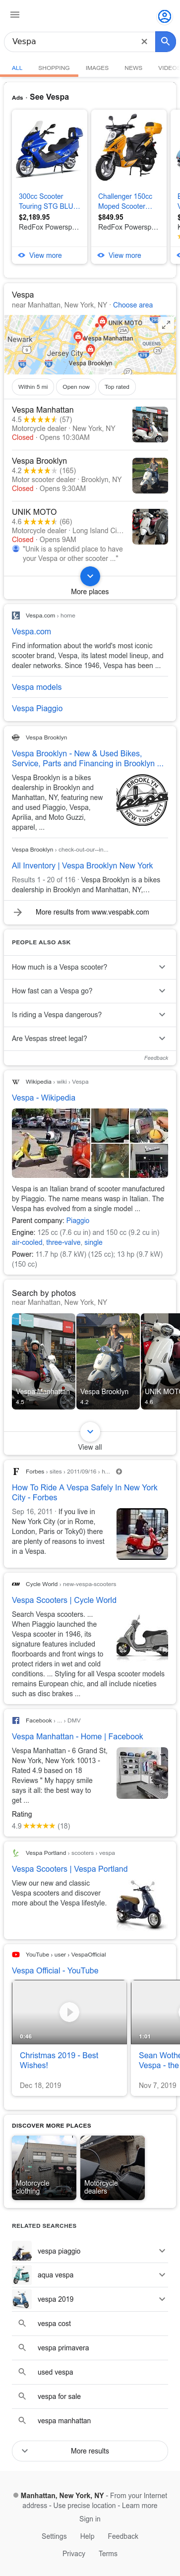 Vespa
ALL SHOPPING IMAGES NEWS
Ads · See Vespa
300cc Scooter
Touring STG BLU...
$2,189.95
RedFox Powersp...
View more
Challenger 150cc
Moped Scooter...
$849.95
RedFox Powersp...
View more
Vespa
near Manhattan, New York, NY · Choose area
UNIK MOTO
Newark
Vespa Manhattan
Jersey City
QUEENS
Vespa Brooklyn
Within 5 mi Open now Top rated
Vespa Manhattan
4.5 (57)
Motorcycle dealer · New York, NY
Closed · Opens 10:30AM
Vespa Brooklyn
4.2 (165)
Motor scooter dealer · Brooklyn, NY
Closed · Opens 9:30AM
UNIK MOTO
4.6 (66)
Motorcycle dealer · Long Island Ci...
Closed · Opens 9AM
"Unik is a splendid place to have
your Vespa or other scooter ..."
More places
Vespa.com › home
Vespa.com
Find information about the world's most iconic
scooter brand, Vespa, its latest model lineup, and
dealer networks. Since 1946, Vespa has been ...
Vespa models
Vespa Piaggio
Vespa Brooklyn
Vespa Brooklyn - New & Used Bikes,
Service, Parts and Financing in Brooklyn ...
Vespa Brooklyn is a bikes
dealership in Brooklyn and
Manhattan, NY, featuring new
and used Piaggio, Vespa,
Aprilia, and Moto Guzzi,
apparel, ...
BROOKLYN
Vespa
NEW YORK CITY
Vespa Brooklyn › check-out-our--in...
All Inventory | Vespa Brooklyn New York
Results 1 - 20 of 116 · Vespa Brooklyn is a bikes
dealership in Brooklyn and Manhattan, NY,...
More results from www.vespabk.com
PEOPLE ALSO ASK
How much is a Vespa scooter?
How fast can a Vespa go?
Is riding a Vespa dangerous?
Are Vespas street legal?
Feedback
W Wikipedia › wiki › Vespa
Vespa - Wikipedia
Vespa is an Italian brand of scooter manufactured
by Piaggio. The name means wasp in Italian. The
Vespa has evolved from a single model ...
Parent company: Piaggio
Engine: 125 cc (7.6 cu in) and 150 cc (9.2 cu in)
air-cooled, three-valve, single
Power: 11.7 hp (8.7 kW) (125 cc); 13 hp (9.7 kW)
(150 cc)
Search by photos
near Manhattan, New York, NY
Vespa Manhattan
4.5
Vespa Brooklyn
4.2
UNIK MOT
4.6
View all
F Forbes › sites › 2011/09/16 › h...
How To Ride A Vespa Safely In New York
City - Forbes
Sep 16, 2011 · If you live in
New York City (or in Rome,
London, Paris or Tokyo0) there
are plenty of reasons to invest
in a Vespa.
Cycle World › new-vespa-scooters
Vespa Scooters | Cycle World
Search Vespa scooters. ...
When Piaggio launched the
Vespa scooter in 1946, its
signature features included
floorboards and front wings to
protect riders in wet and cold
conditions. ... Styling for all Vespa scooter models
remains European chic, and all include niceties
such as disc brakes ...
Facebook › ... › DMV
Vespa Manhattan - Home | Facebook
Vespa Manhattan - 6 Grand St,
New York, New York 10013 -
Rated 4.9 based on 18
Reviews " My happy smile
says it all: the best way to
get ...
Rating
4.9 (18)
Vespa Portland › scooters › vespa
Vespa Scooters | Vespa Portland
View our new and classic
Vespa scooters and discover
more about the Vespa lifestyle.
YouTube › user › VespaOfficial
Vespa Official - YouTube
0:46
Christmas 2019 - Best
Wishes!
Dec 18, 2019
1:01
Sean Wothe
Vespa - the
Nov 7, 2019
DISCOVER MORE PLACES
Motorcycle
clothing
Motorcycle
dealers
RELATED SEARCHES
vespa piaggio
aqua vespa
vespa 2019
vespa cost
vespa primavera
used vespa
vespa for sale
vespa manhattan
More results
Manhattan, New York, NY - From your Internet
address - Use precise location - Learn more
Sign in
Settings Help Feedback
Privacy Terms